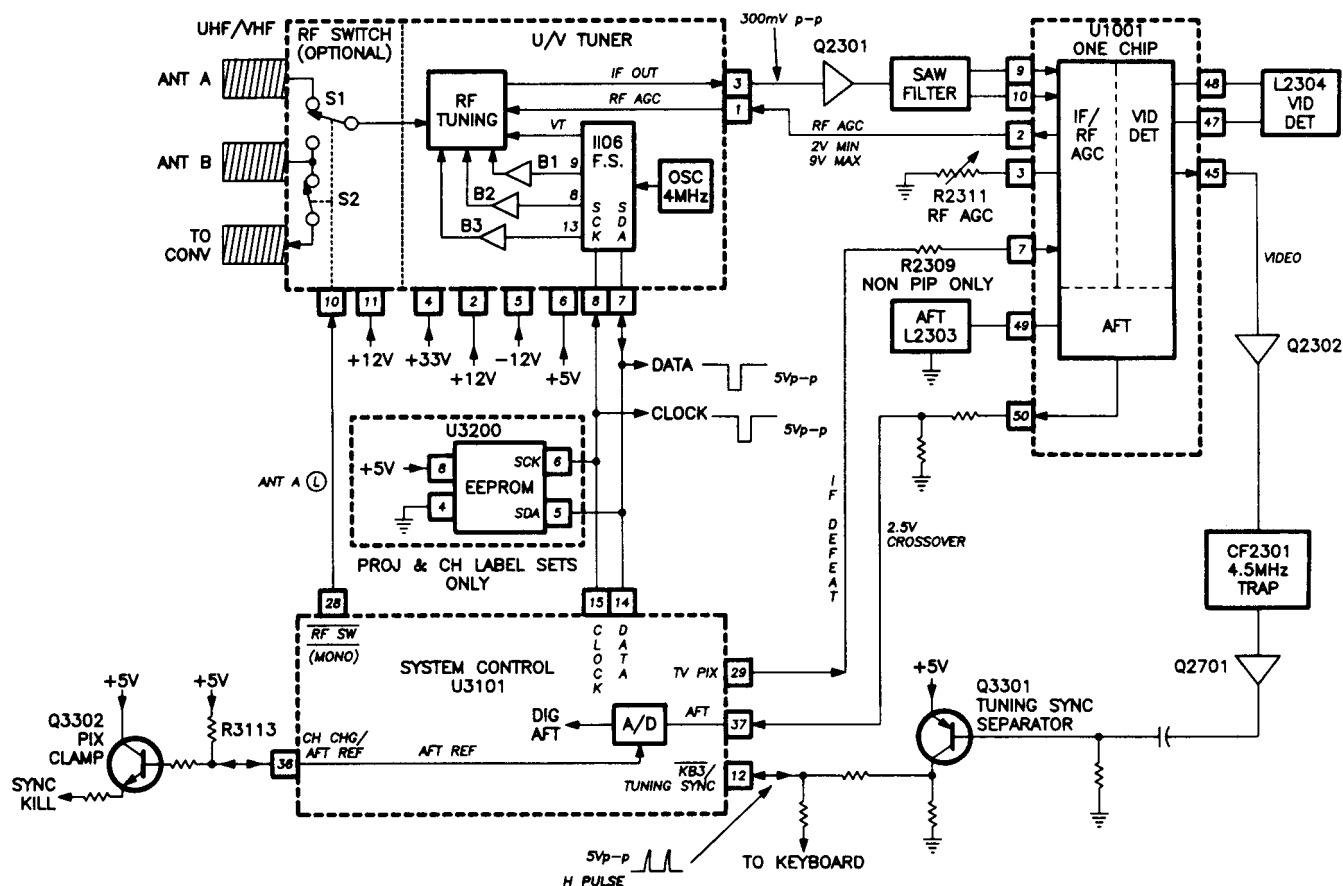 300mV p-p
UHF/VHF
RF SWITCH
(OPTIONAL)
U/V TUNER
Q2301
U1001
ONE CHIP
ANT A
S1
IF OUT
3
SAW
FILTER
9
10
48
L2304
VID
DET
47
RF
TUNING
RF AGC
1
VT
RF AGC
2V MIN
9V MAX
2
IF/
RF
AGC
VID
DET
ANT B
1106
F.S.
B1
9
OSC
4MHz
3
R2311
RF AGC
45
B2
8
S
C
K
S
D
A
S2
B3
13
TO
CONV
7
R2309
NON PIP ONLY
VIDEO
10
11
4
2
5
6
8
7
AFT
L2303
49
AFT
+12V
+33V
+12V
-12V
+5V
Q2302
DATA
5Vp-p
CLOCK
5Vp-p
50
U3200
+5V
8
SCK
6
EEPROM
4
SDA
5
ANT A L
IF DEFEAT
2.5V
CROSSOVER
PROJ & CH LABEL SETS
ONLY
CF2301
4.5MHz
TRAP
28
15
14
RF SW
(MONO)
C
L
O
C
K
D
A
T
A
SYSTEM CONTROL
U3101
TV PIX
29
+5V
Q2701
Q3301
TUNING SYNC
SEPARATOR
+5V
+5V
Q3302
PIX
CLAMP
R3113
DIG
AFT
A/D
AFT
37
CH CHG/
AFT REF
36
AFT REF
KB3/
TUNING SYNC
12
SYNC
KILL
5Vp-p
H PULSE
TO KEYBOARD